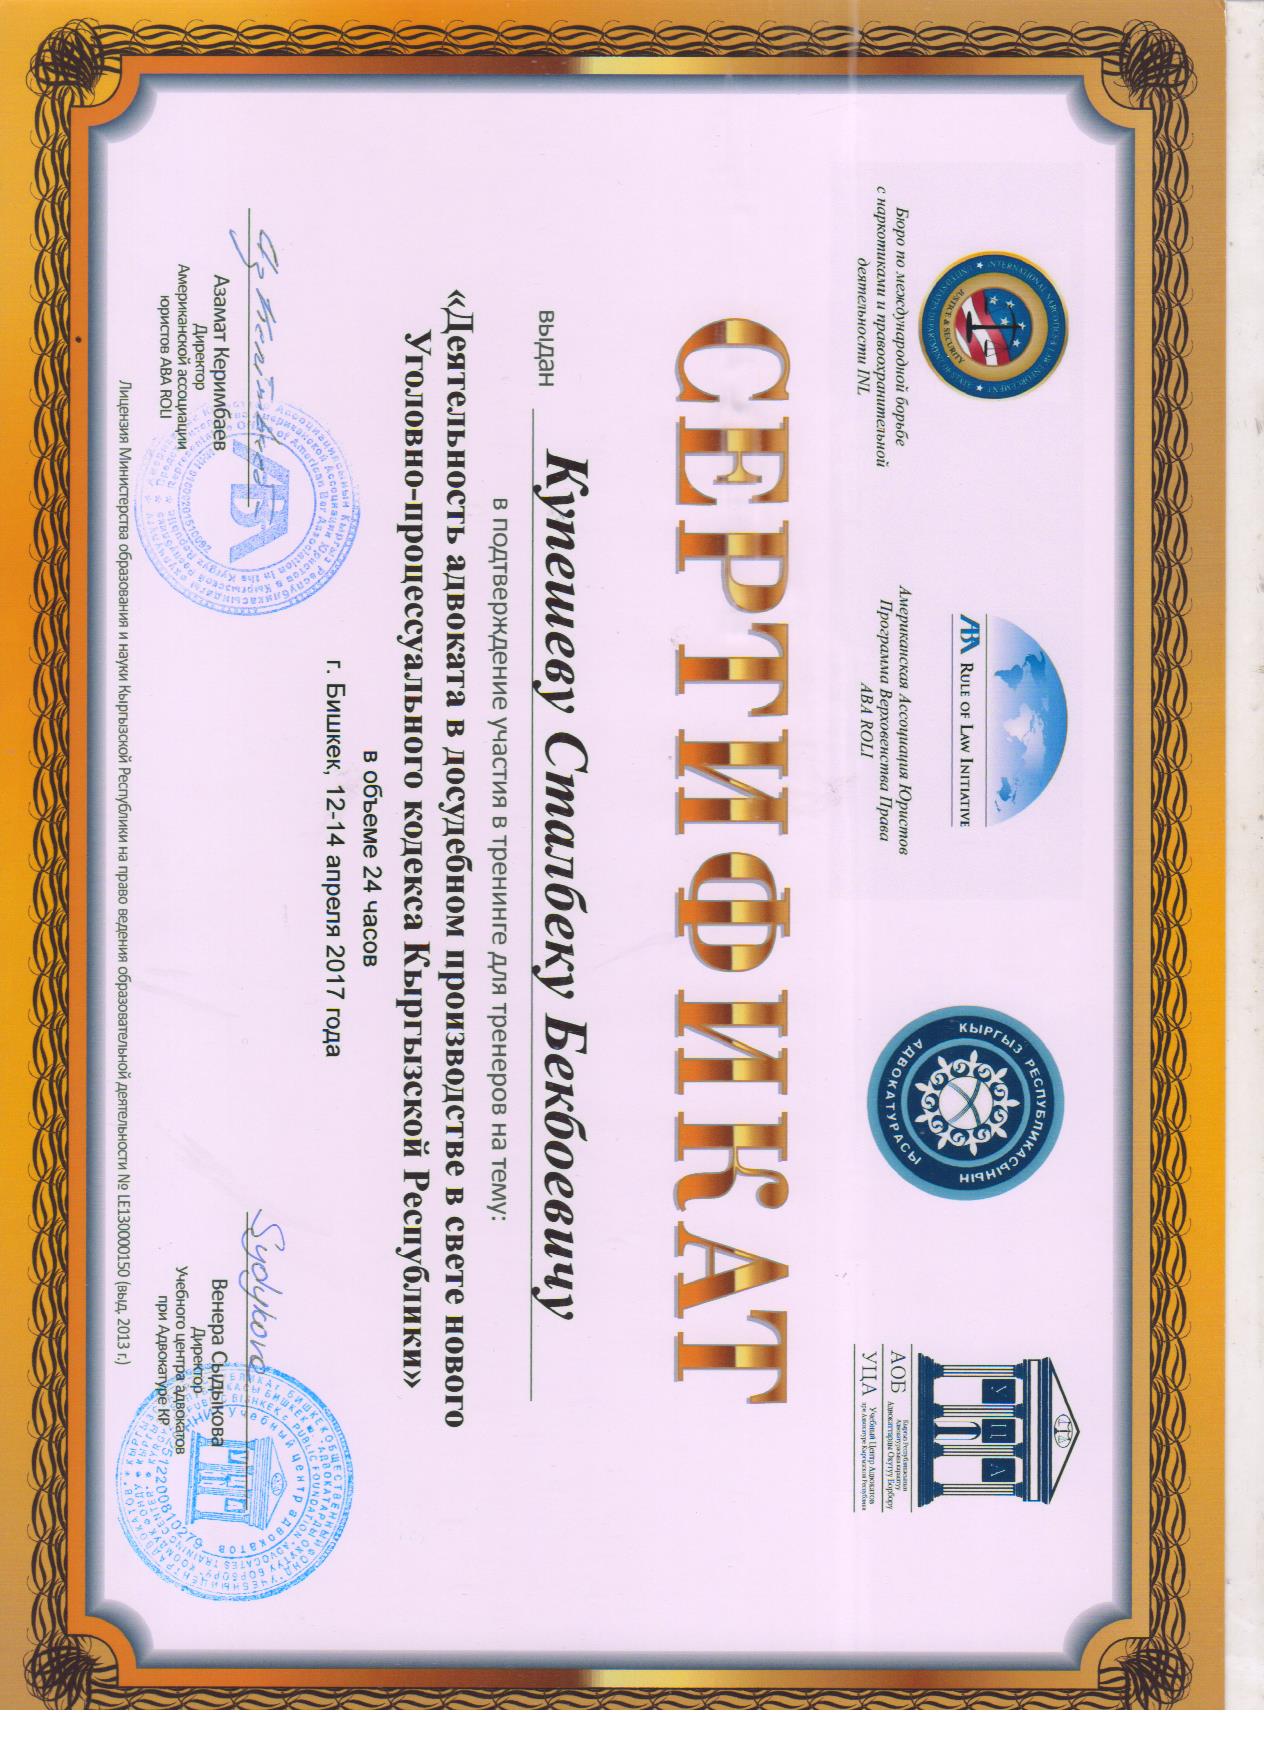 INTERNATIONAL NARCOTICS & LAW ENFORCEMENT
JUSTICE & SECURITY
UNITED STATES DEPARTMENT OF STATE
Бюро по международной борьбе
с наркотиками и правоохранительной
деятельности INL
ABA RULE OF LAW INITIATIVE
Американская Ассоциация Юристов
Программа Верховенства Права
ABA ROLI
КЫРГЫЗ РЕСПУБЛИКАСЫНЫН
АДВОКАТУРАСЫ
У Ц А
АОБ
Кыргыз Республикасынын
Адвокатурасына караштуу
Адвокаттарды Окутуу Борбору
УЦА
Учебный Центр Адвокатов
при Адвокатуре Кыргызской Республики
СЕРТИФИКАТ
выдан Купешеву Сталбеку Бекбоевичу
в подтверждение участия в тренинге для тренеров на тему:
«Деятельность адвоката в досудебном производстве в свете нового
Уголовно-процессуального кодекса Кыргызской Республики»
в объеме 24 часов
г. Бишкек, 12-14 апреля 2017 года
ABA
Азамат Керимбаев
Директор
Американской ассоциации
юристов ABA ROLI
Sydykova
Венера Сыдыкова
Директор
Учебного центра адвокатов
при Адвокатуре КР
Лицензия Министерства образования и науки Кыргызской Республики на право ведения образовательной деятельности № LE130000150 (выд. 2013 г.)